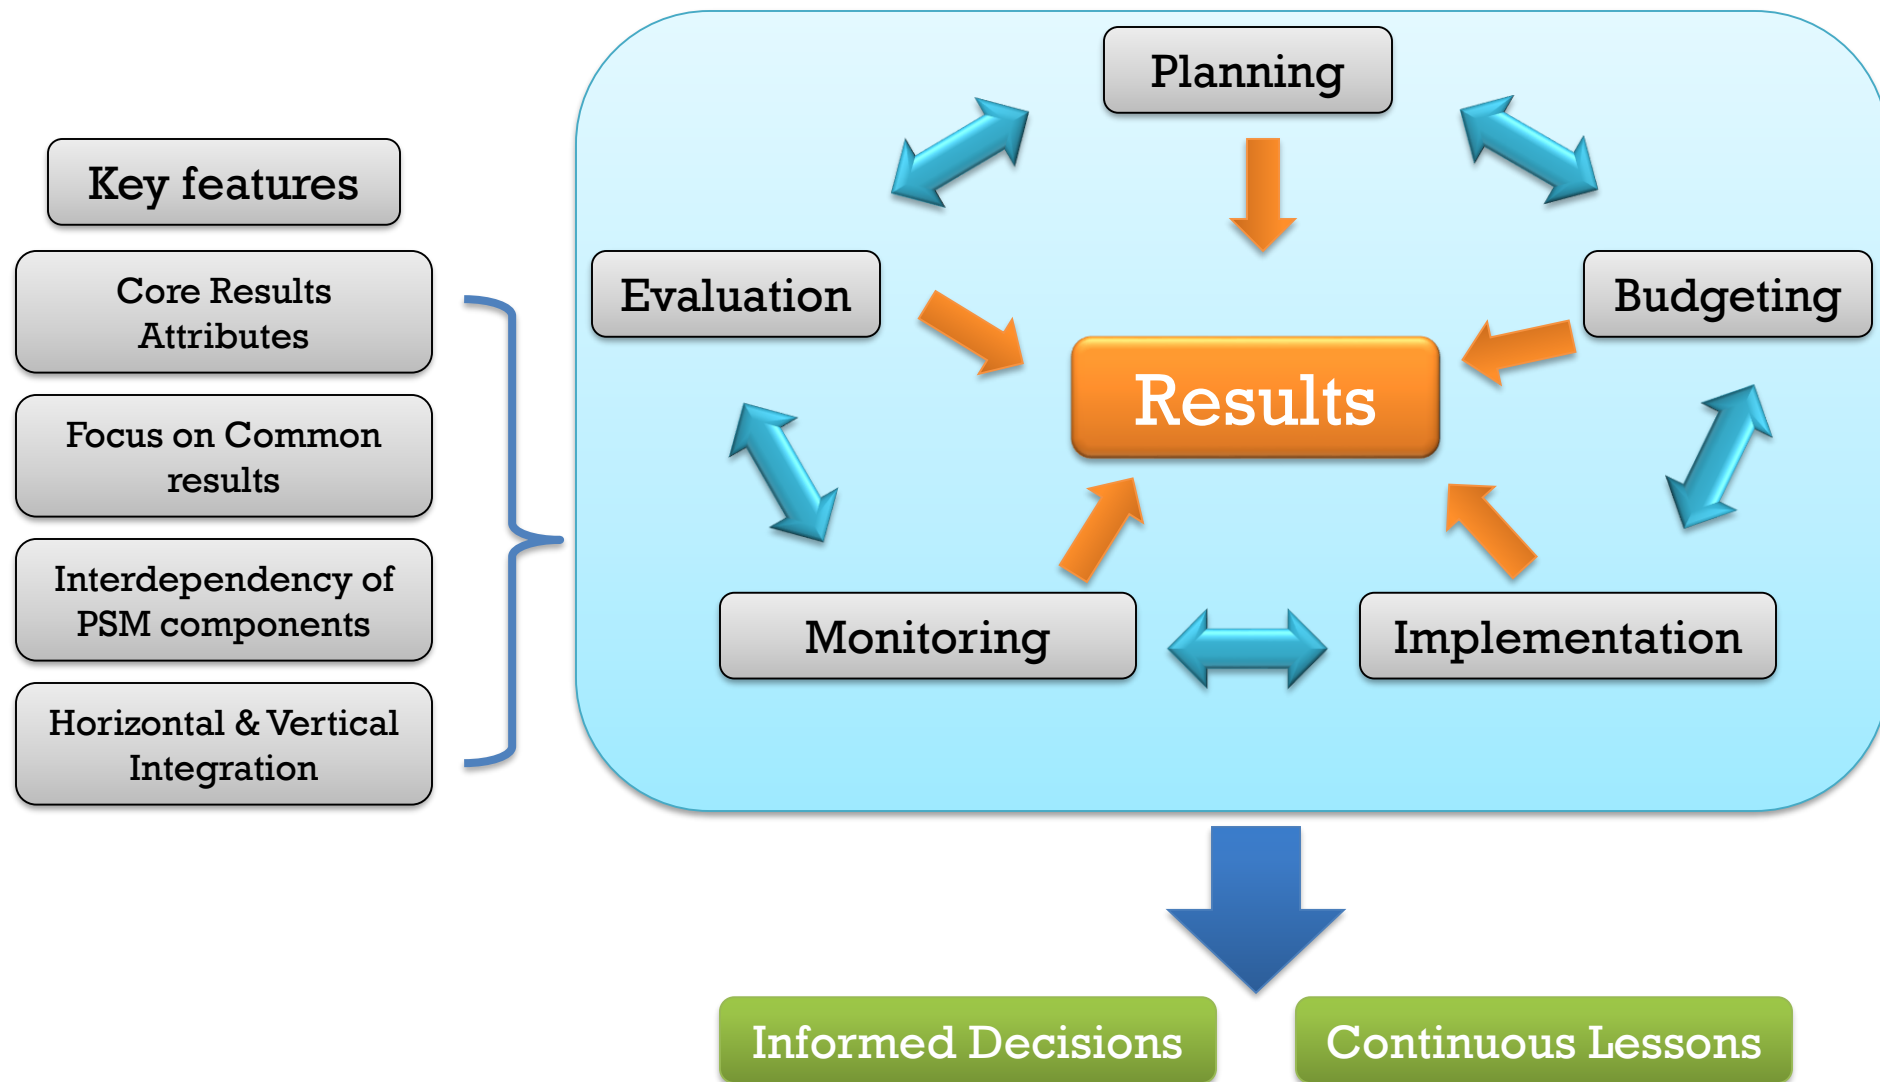 Key features
Core Results
Attributes
Focus on Common
results
Interdependency of
PSM components
Horizontal & Vertical
Integration
Planning
Evaluation
Budgeting
Results
Monitoring
Implementation
Informed Decisions
Continuous Lessons